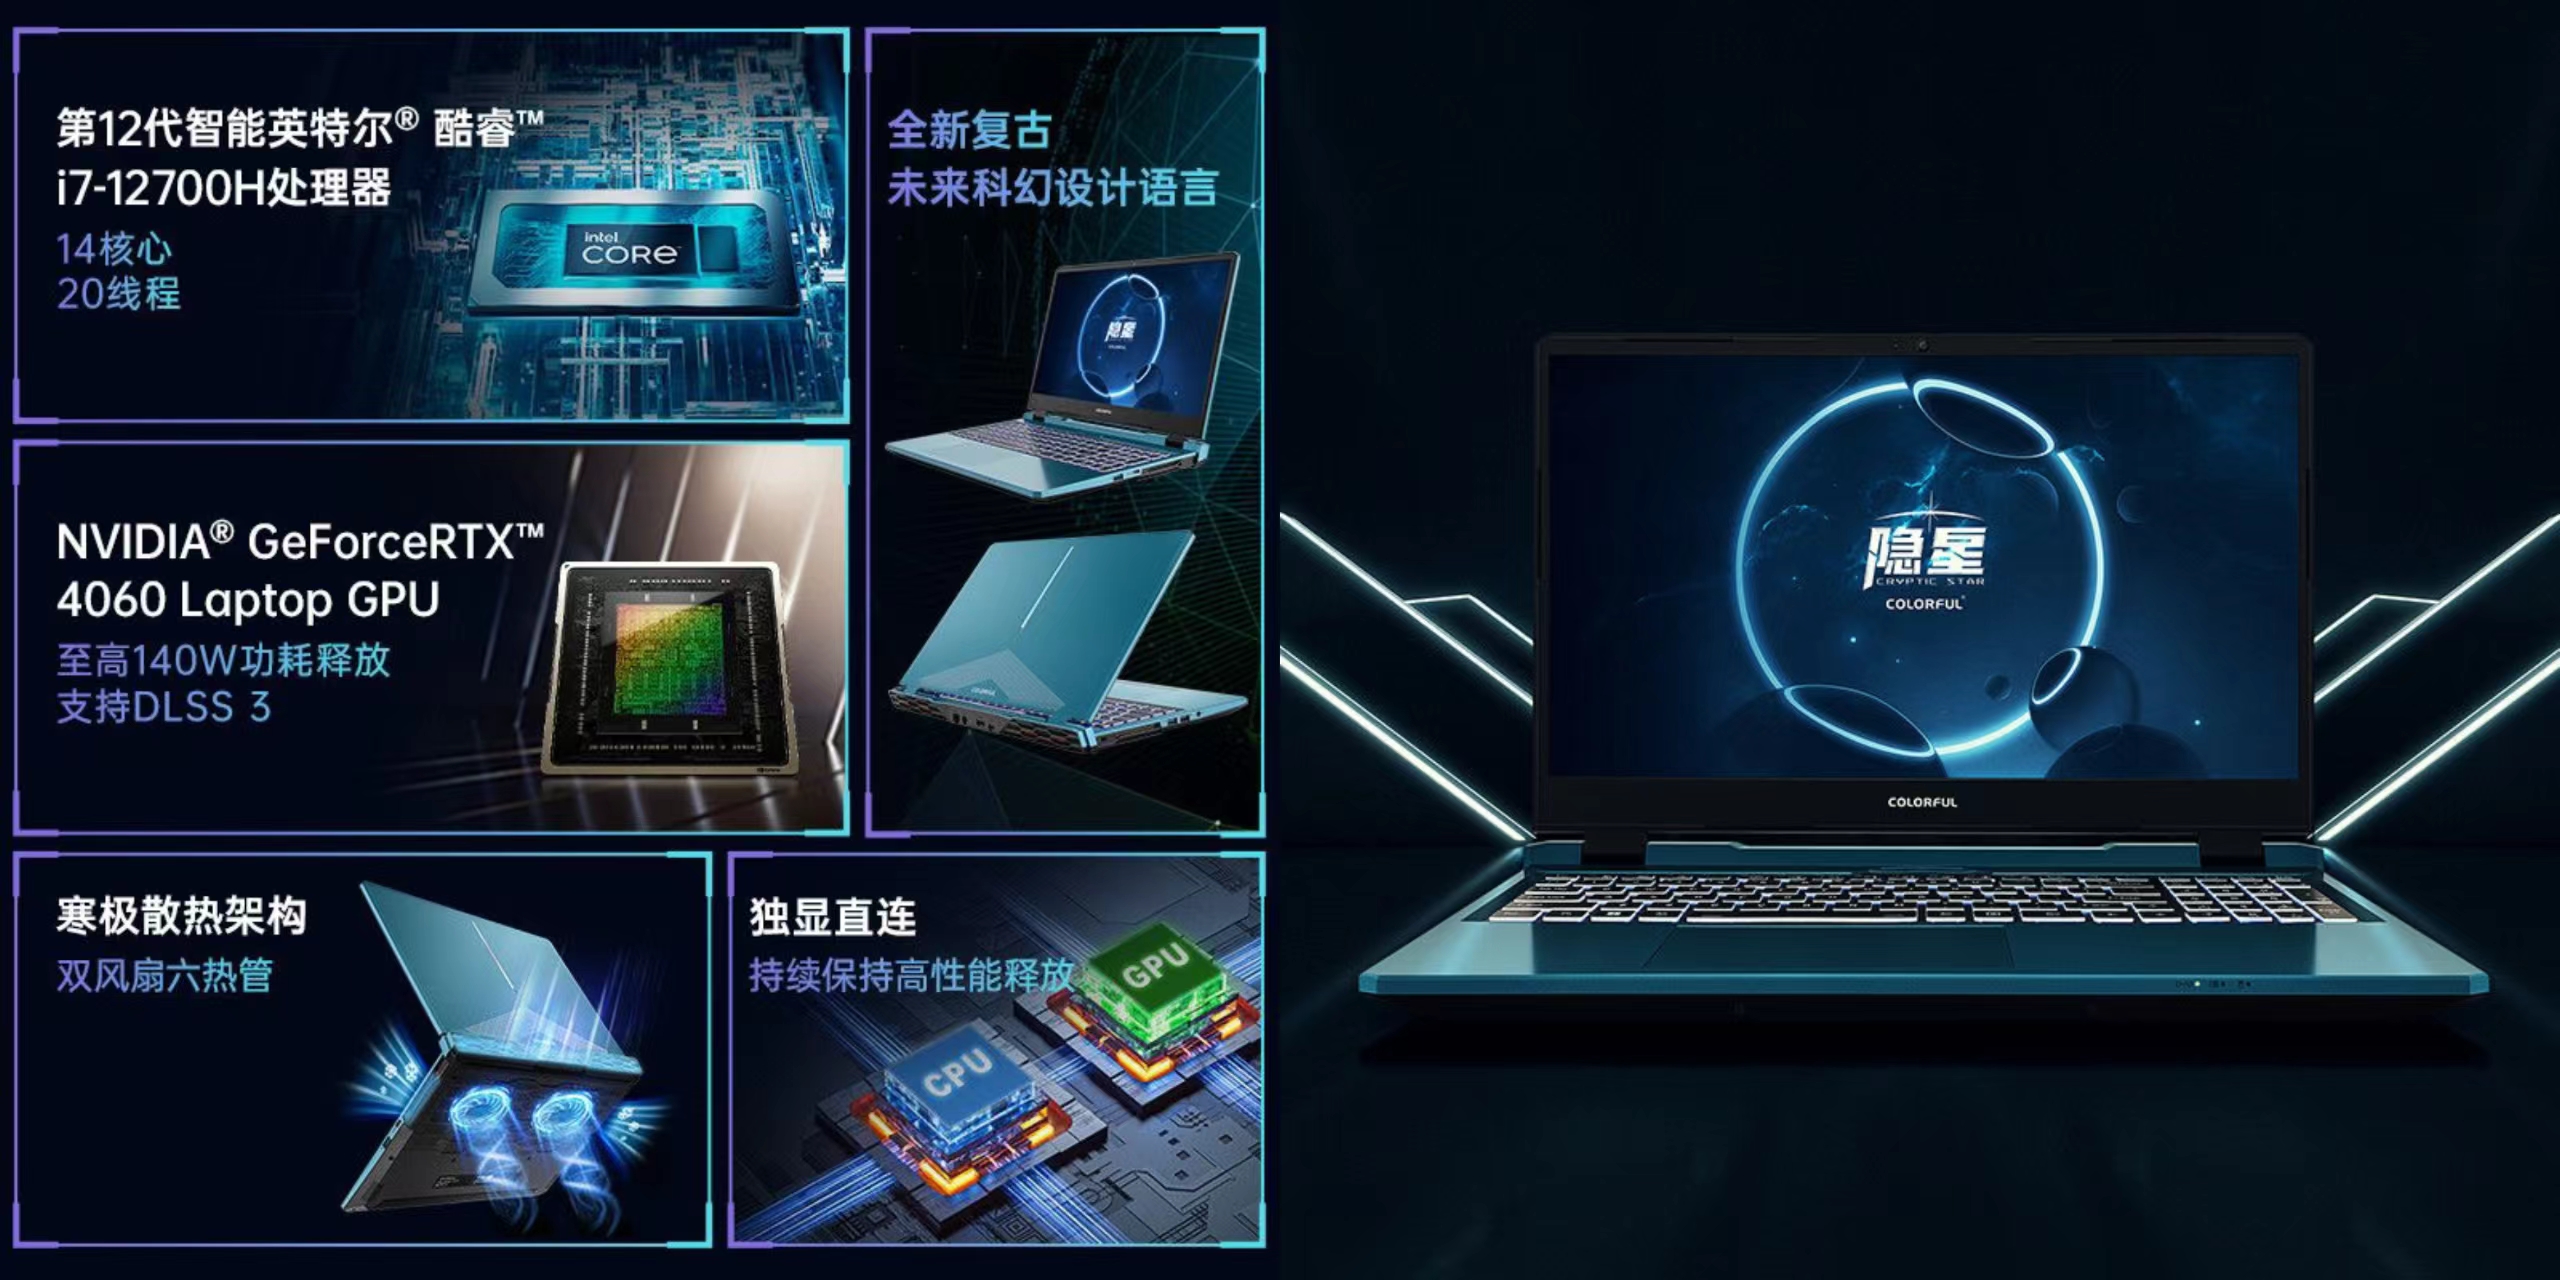 第12代智能英特尔® 酷睿™
i7-12700H处理器
14核心
20线程
intel
CORE
全新复古
未来科幻设计语言
隐星
NVIDIA® GeForceRTX™
4060 Laptop GPU
至高140W功耗释放
支持DLSS 3
寒极散热架构
双风扇六热管
独显直连
持续保持高性能释放
GPU
CPU
隐星
CRYPTIC STAR
COLORFUL
COLORFUL